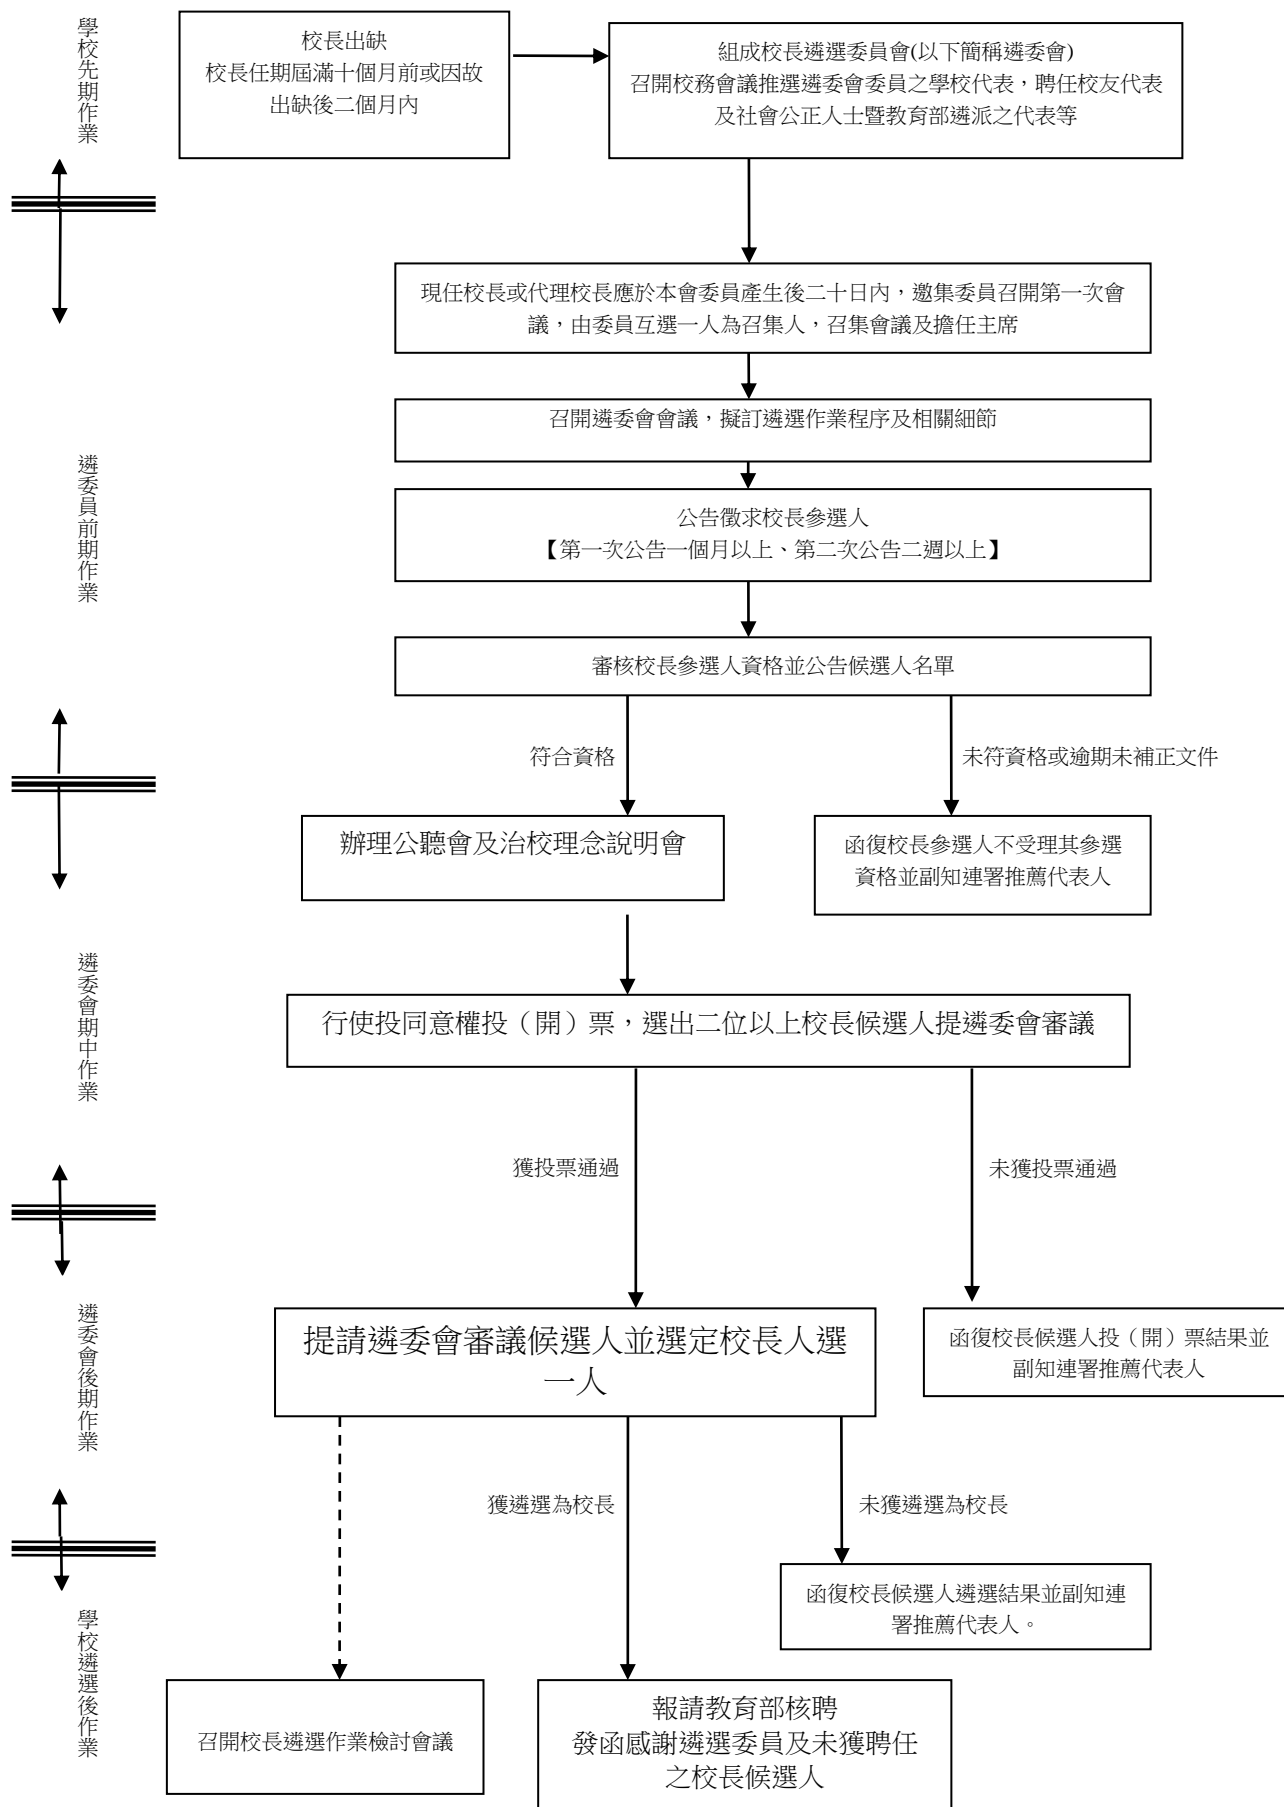 學校先期作業
校長出缺
校長任期屆滿十個月前或因故
出缺後二個月內
組成校長遴選委員會(以下簡稱遴委會)
召開校務會議推選遴委會委員之學校代表，聘任校友代表
及社會公正人士暨教育部遴派之代表等
現任校長或代理校長應於本會委員產生後二十日內，邀集委員召開第一次會
議，由委員互選一人為召集人，召集會議及擔任主席
遴委員前期作業
召開遴委會會議，擬訂遴選作業程序及相關細節
公告徵求校長參選人
【第一次公告一個月以上、第二次公告二週以上】
審核校長參選人資格並公告候選人名單
符合資格
未符資格或逾期未補正文件
辦理公聽會及治校理念說明會
函復校長參選人不受理其參選
資格並副知連署推薦代表人
遴委會期中作業
行使投同意權投（開）票，選出二位以上校長候選人提遴委會審議
獲投票通過
未獲投票通過
遴委會後期作業
提請遴委會審議候選人並選定校長人選
一人
函復校長候選人投（開）票結果並
副知連署推薦代表人
獲遴選為校長
未獲遴選為校長
函復校長候選人遴選結果並副知連
署推薦代表人。
學校遴選後作業
召開校長遴選作業檢討會議
報請教育部核聘
發函感謝遴選委員及未獲聘任
之校長候選人